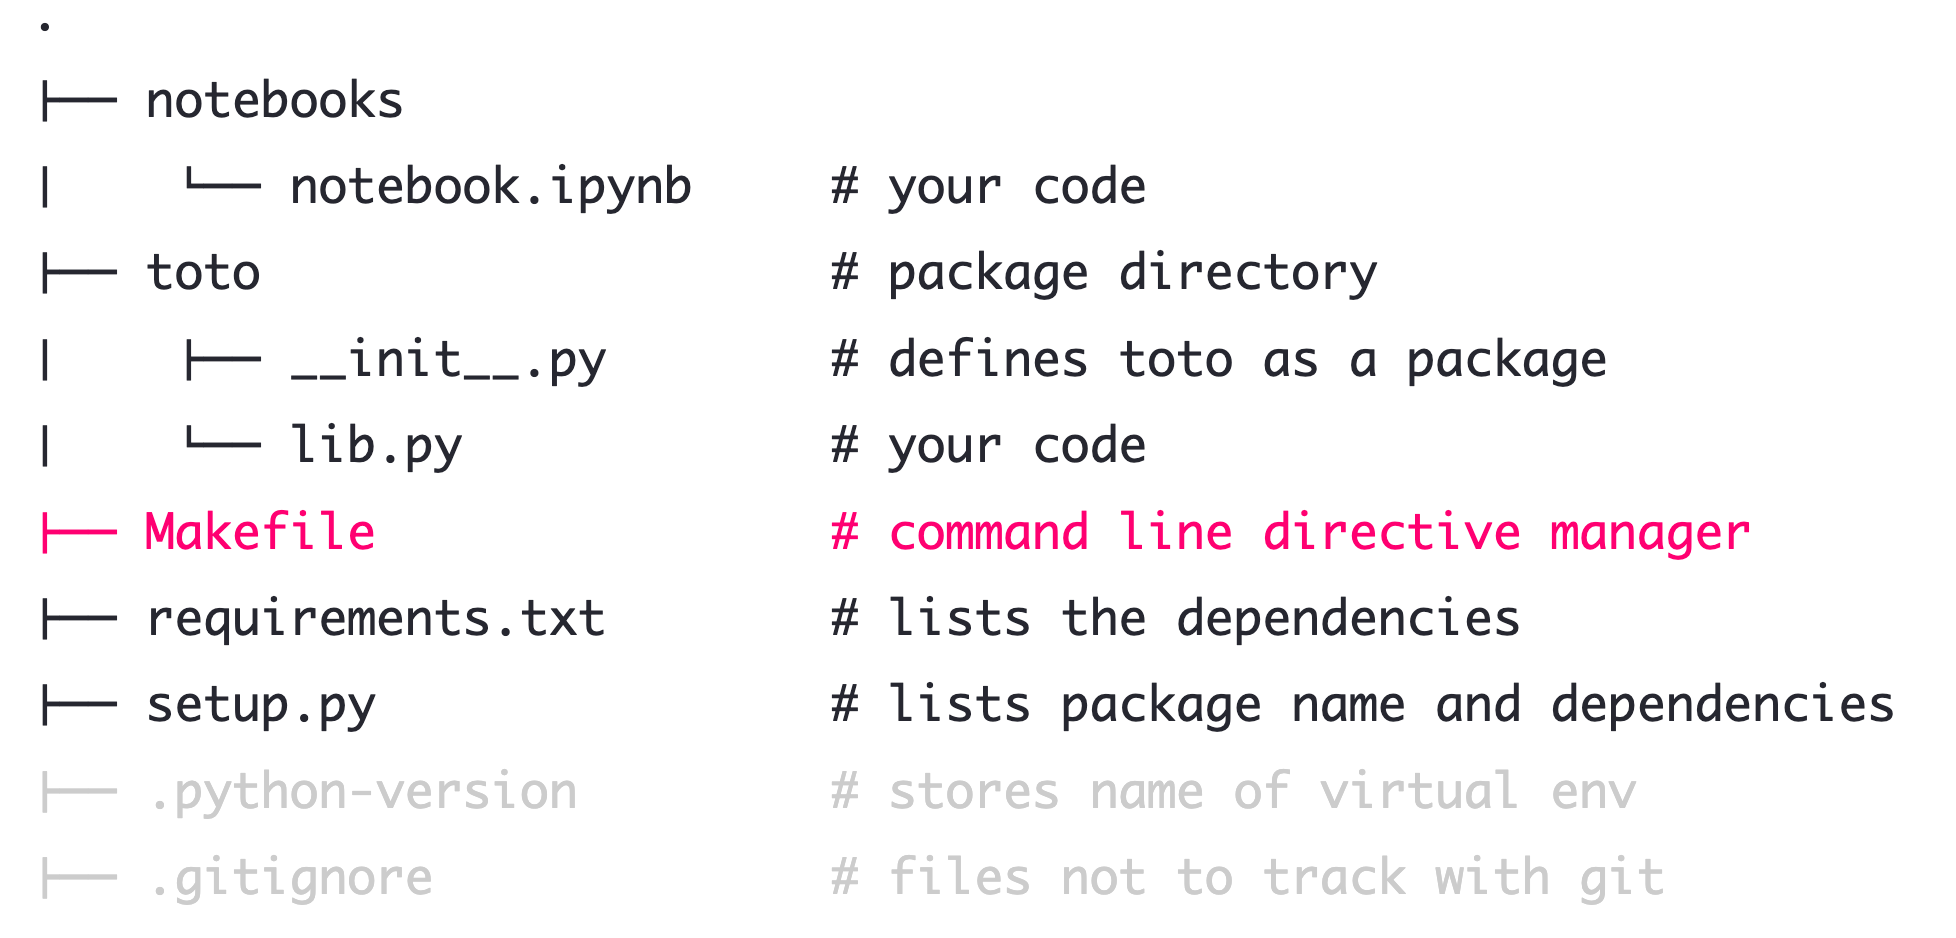 .
├── notebooks
│    └── notebook.ipynb     # your code
├── toto                    # package directory
│    ├── __init__.py        # defines toto as a package
│    └── lib.py             # your code
├── Makefile                # command line directive manager
├── requirements.txt        # lists the dependencies
├── setup.py                # lists package name and dependencies
├── .python-version         # stores name of virtual env
├── .gitignore              # files not to track with git